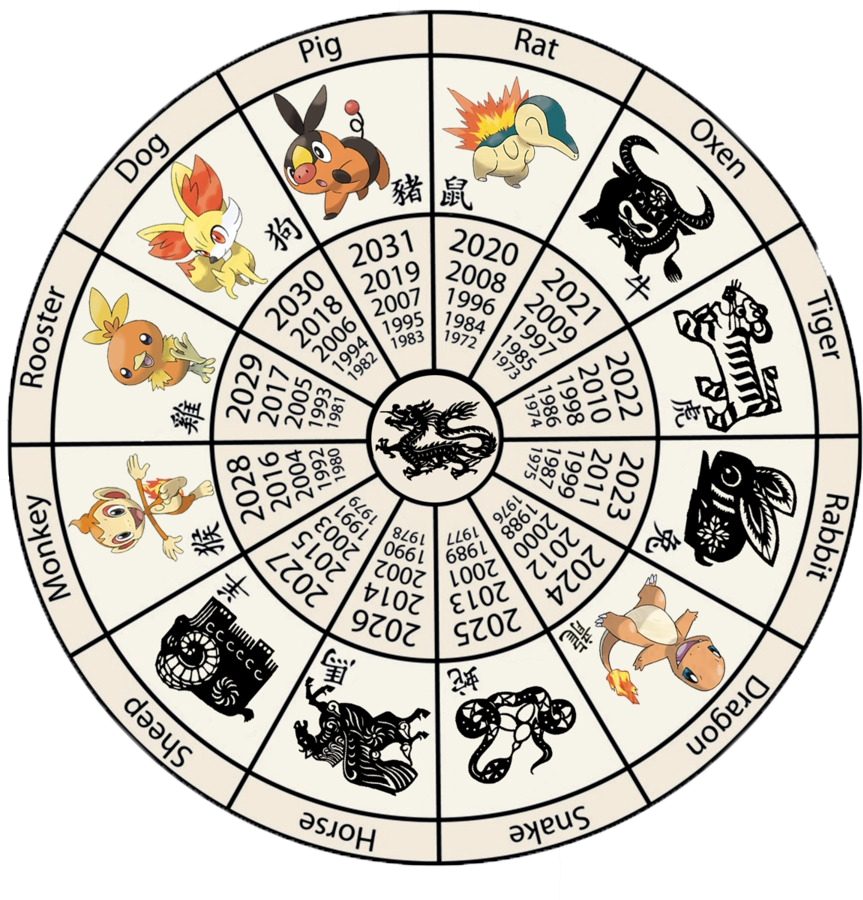 Rat
鼠
2020
2008
1996
1984
1972
Oxen
牛
2021
2009
1997
1985
1973
Tiger
虎
2022
2010
1998
1986
1974
Rabbit
兔
2023
2011
1999
1987
1975
Dragon
龍
2024
2012
2000
1988
1976
Snake
蛇
2025
2013
2001
1989
1977
Horse
馬
2026
2014
2002
1990
1978
Sheep
羊
2027
2015
2003
1991
1979
Monkey
猴
2028
2016
2004
1992
1980
Rooster
雞
2029
2017
2005
1993
1981
Dog
狗
2030
2018
2006
1994
1982
Pig
豬
2031
2019
2007
1995
1983